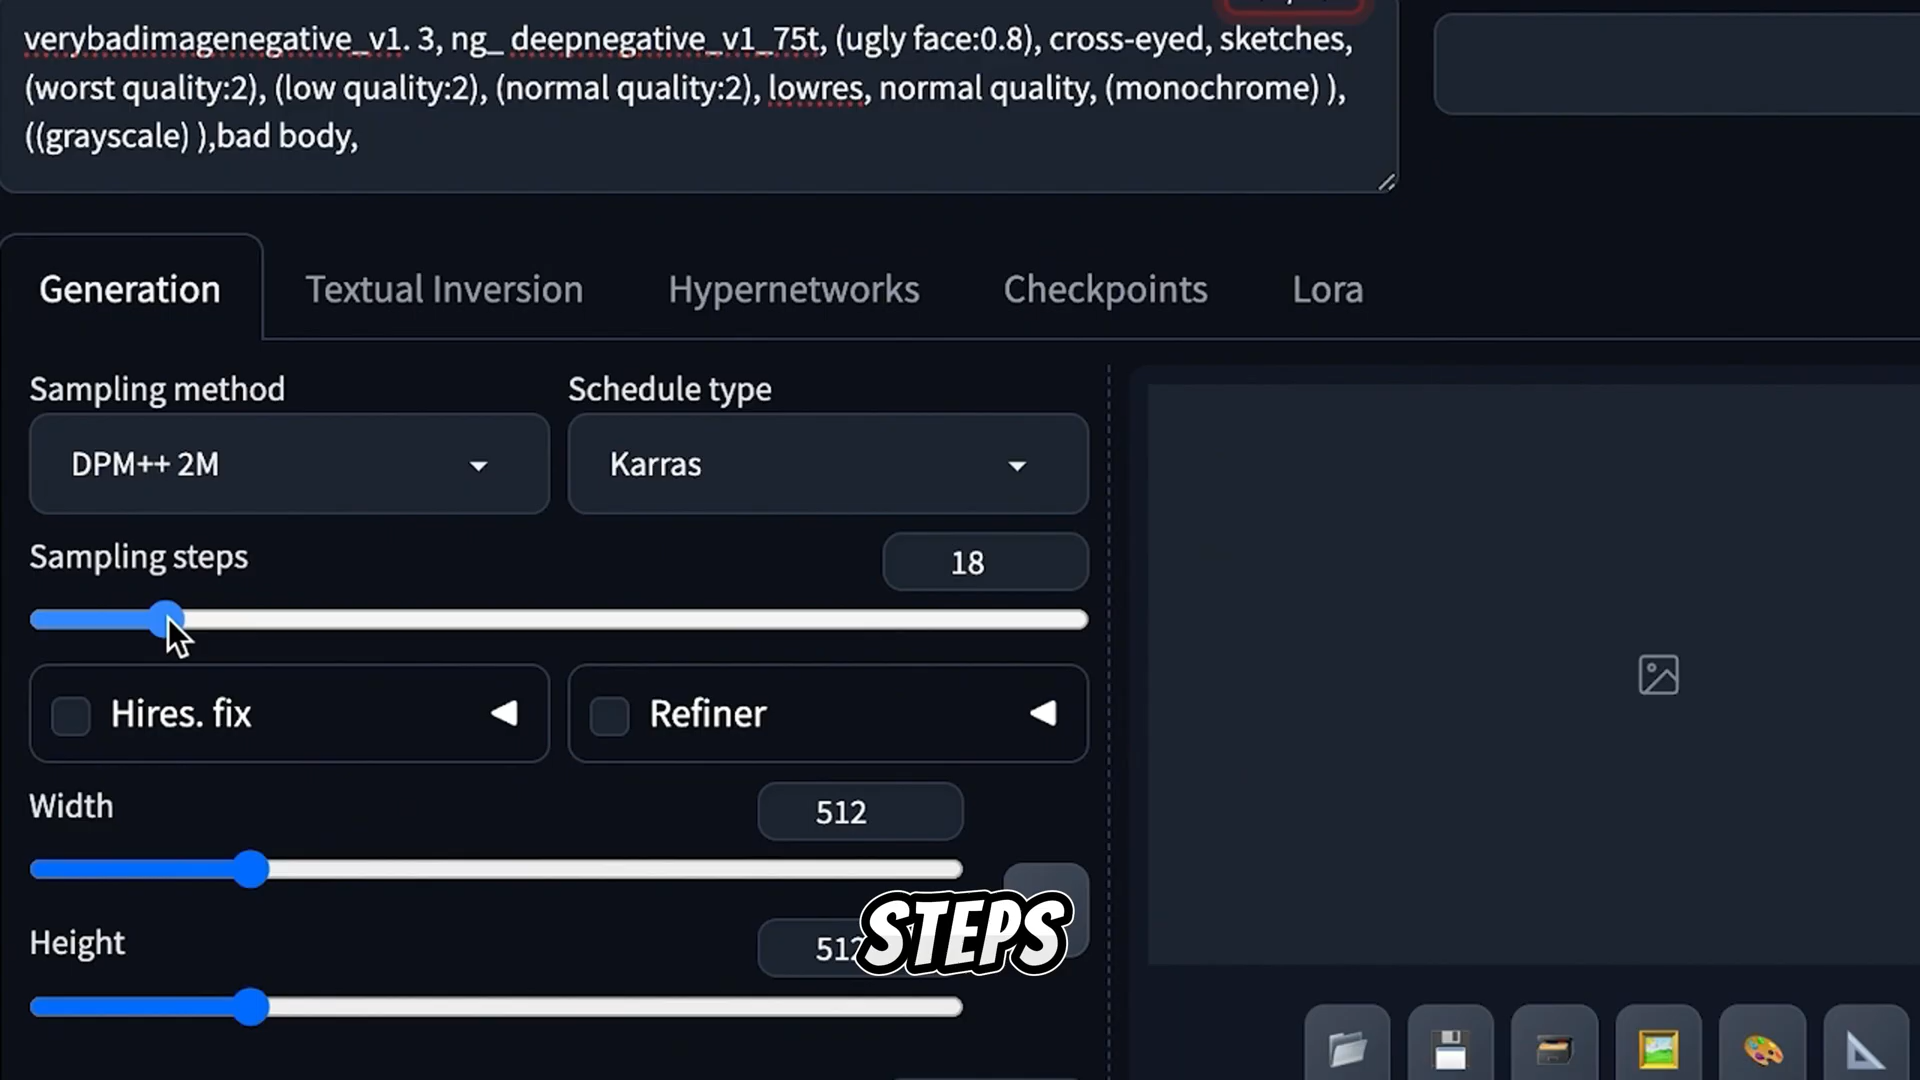 verybadimagenegative_v1. 3, ng_ deepnegative_v1_75t, (ugly face:0.8), cross-eyed, sketches,
(worst quality:2), (low quality:2), (normal quality:2), lowres, normal quality, (monochrome) ),
((grayscale) ),bad body,
Generation Textual Inversion Hypernetworks Checkpoints Lora
Sampling method Schedule type
DPM++ 2M Karras
Sampling steps 18
Hires. fix Refiner
Width 512
STEPS
Height 512